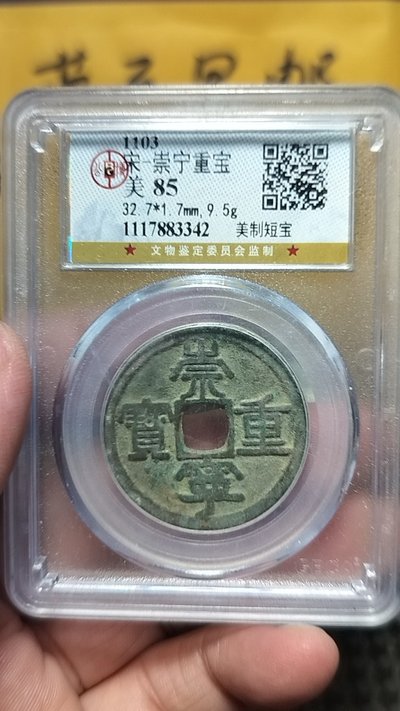 1103
宋-崇宁重宝
美 85
32.7*1.7mm,9.5g
1117883342 美制短宝
★ 文物鉴定委员会监制 ★
崇
寶 重
寧